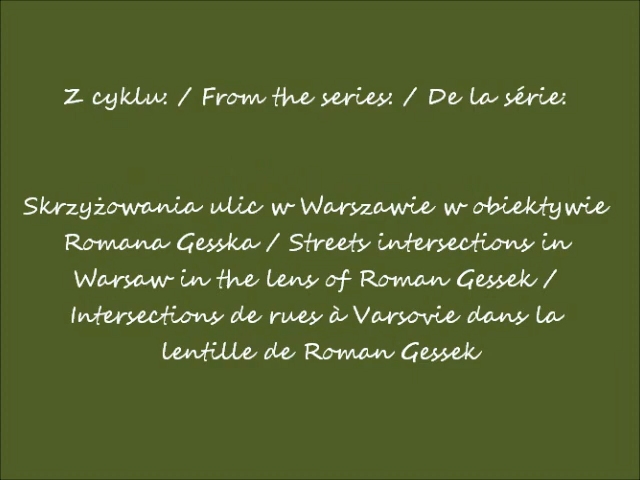 Z cyklu: / From the series: / De la série:
Skrzyżowania ulic w Warszawie w obiektywie
Romana Gesska / Streets intersections in
Warsaw in the lens of Roman Gessek /
Intersections de rues à Varsovie dans la
lentille de Roman Gessek